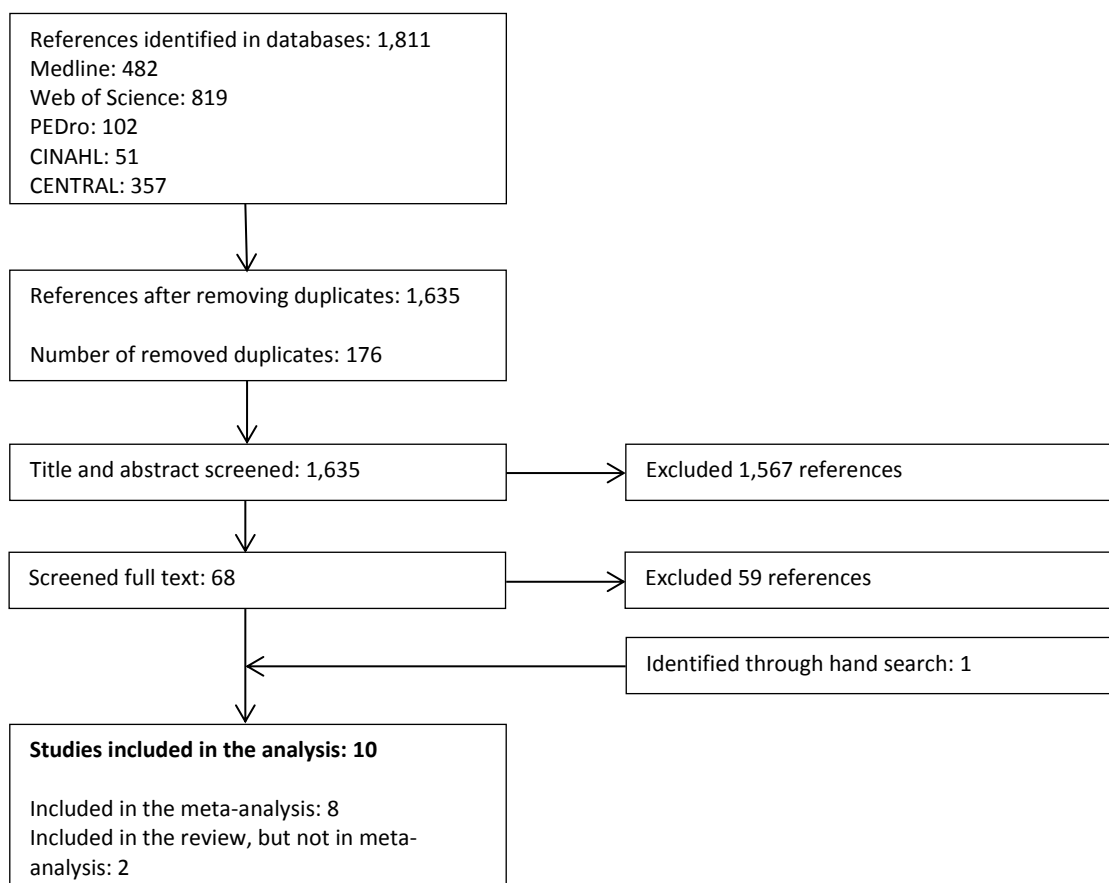 References identified in databases: 1,811
Medline: 482
Web of Science: 819
PEDro: 102
CINAHL: 51
CENTRAL: 357
References after removing duplicates: 1,635
Number of removed duplicates: 176
Title and abstract screened: 1,635
Excluded 1,567 references
Screened full text: 68
Excluded 59 references
Identified through hand search: 1
Studies included in the analysis: 10
Included in the meta-analysis: 8
Included in the review, but not in meta-
analysis: 2